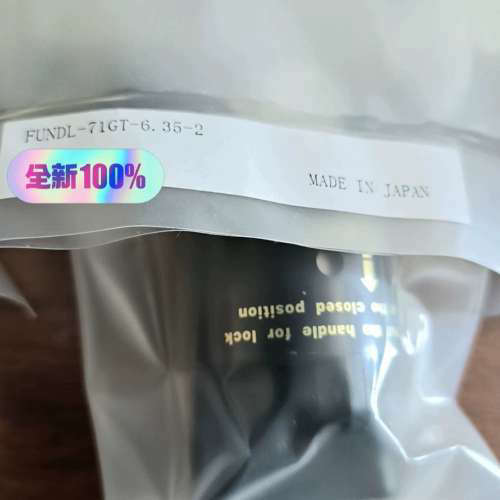 FUNDL-71GT-6.35-2
全新100%
MADE IN JAPAN
handle for lock
closed position